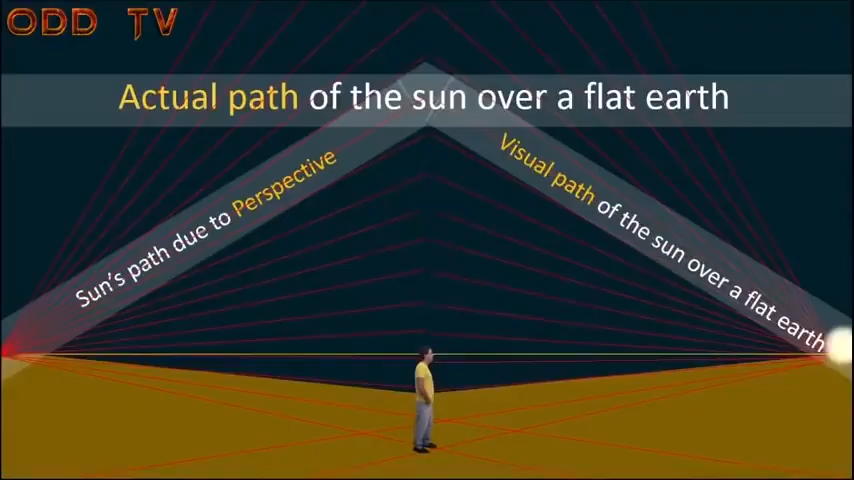 ODD TV
Actual path of the sun over a flat earth
Sun's path due to Perspective
Visual path of the sun over a flat earth